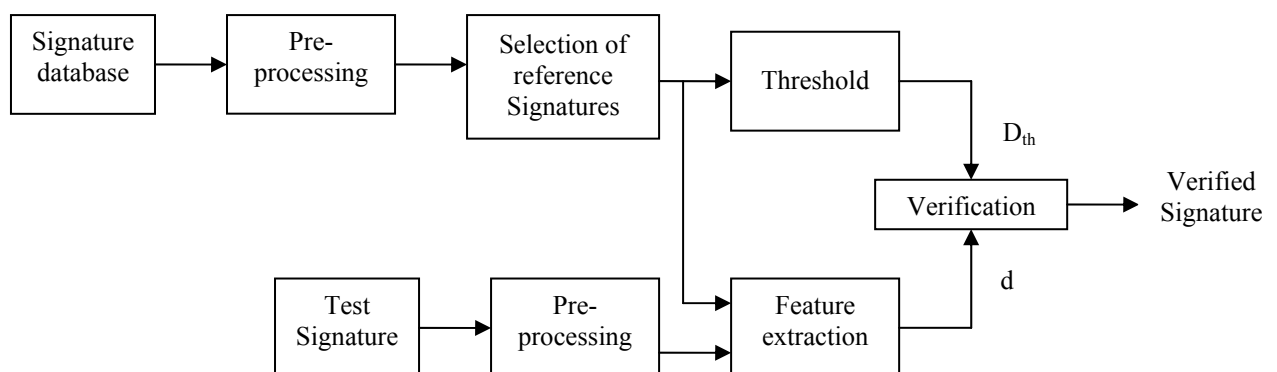 Signature
database
Pre-
processing
Selection of
reference
Signatures
Threshold
D_th
Verification
Verified
Signature
d
Test
Signature
Pre-
processing
Feature
extraction